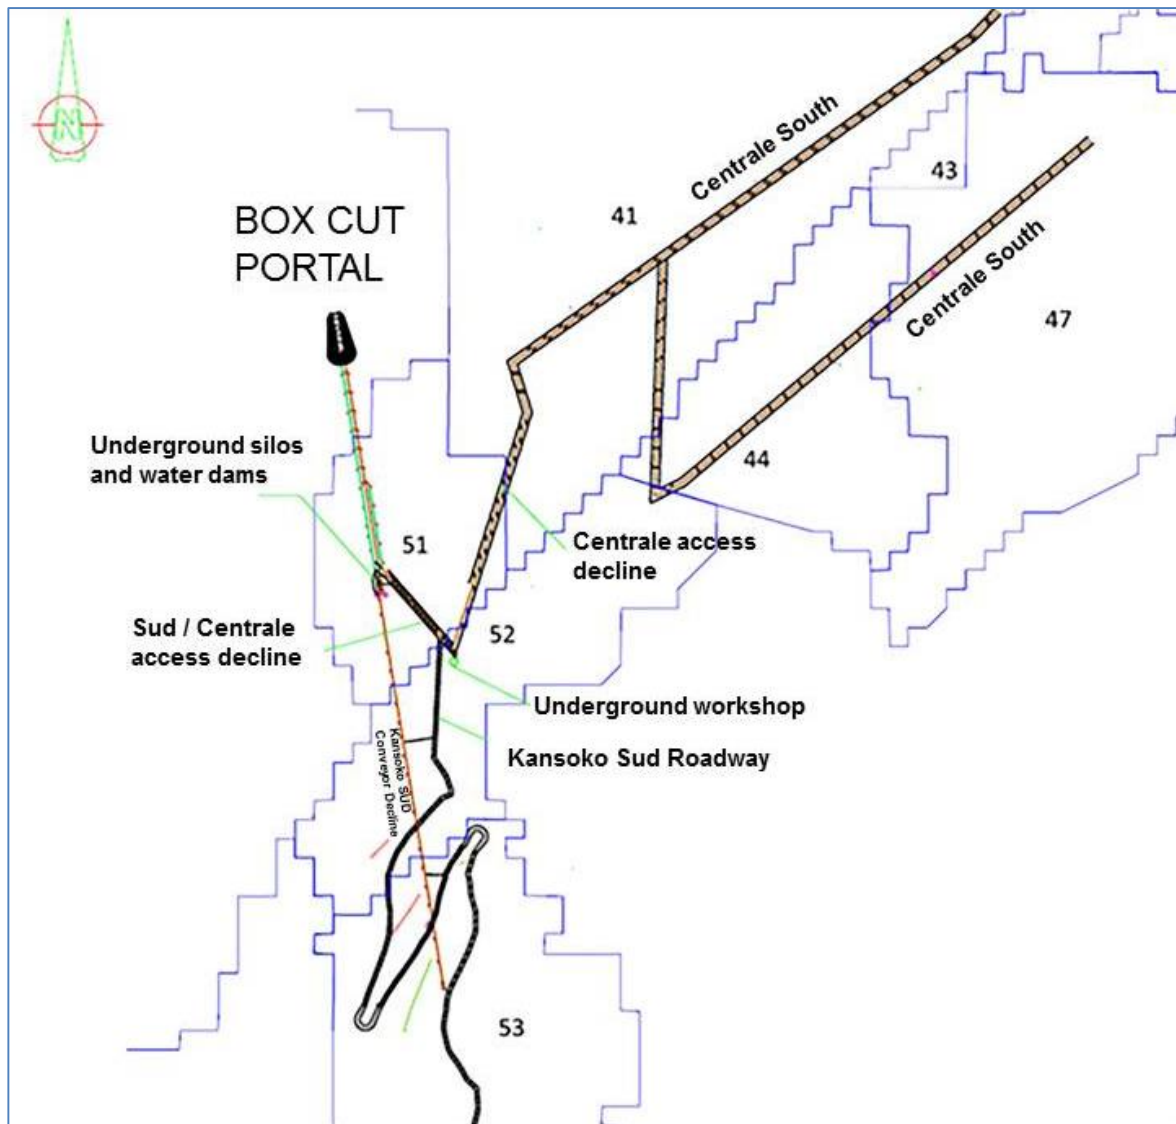 N
Centrale South
43
41
BOX CUT
PORTAL
Centrale South
47
Underground silos
and water dams
44
51
Centrale access
decline
Sud / Centrale
access decline
52
Underground workshop
Kansoko Sud Roadway
Kansoko SUD
Conveyor Decline
53